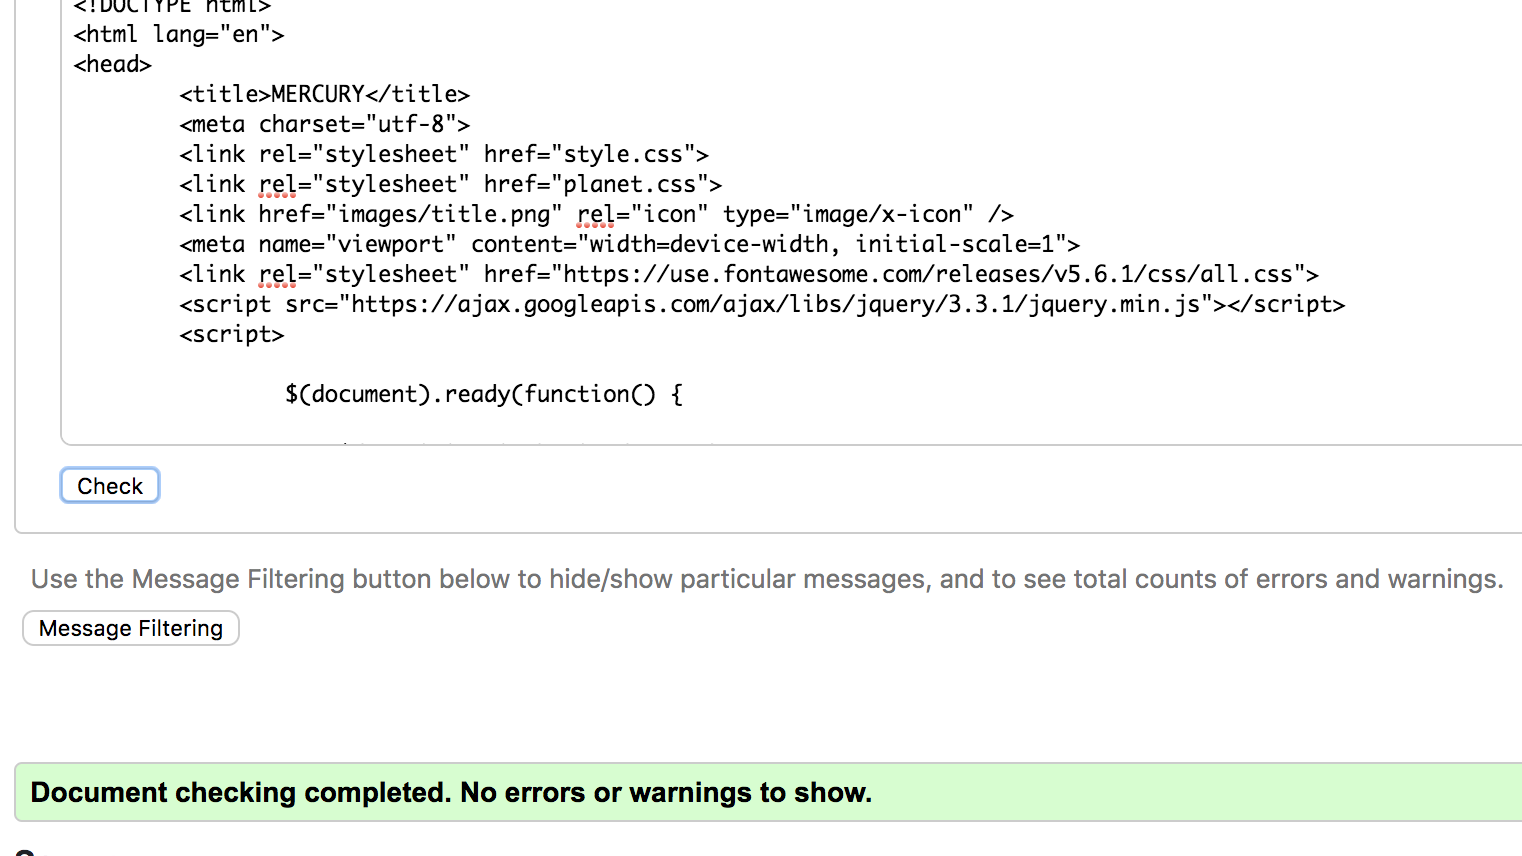 <!DOCTYPE html>
<html lang="en">
<head>
<title>MERCURY</title>
<meta charset="utf-8">
<link rel="stylesheet" href="style.css">
<link rel="stylesheet" href="planet.css">
<link href="images/title.png" rel="icon" type="image/x-icon" />
<meta name="viewport" content="width=device-width, initial-scale=1">
<link rel="stylesheet" href="https://use.fontawesome.com/releases/v5.6.1/css/all.css">
<script src="https://ajax.googleapis.com/ajax/libs/jquery/3.3.1/jquery.min.js"></script>
<script>
$(document).ready(function() {
Check
Use the Message Filtering button below to hide/show particular messages, and to see total counts of errors and warnings.
Message Filtering
Document checking completed. No errors or warnings to show.